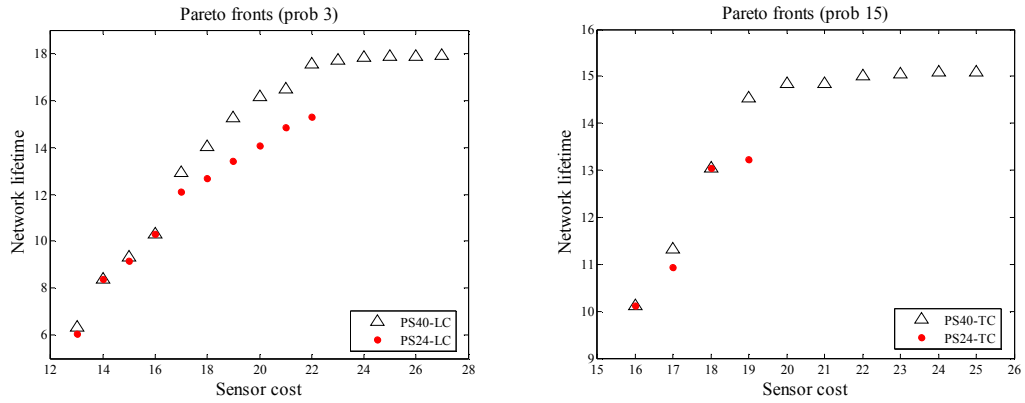 Pareto fronts (prob 3)
Network lifetime
18
16
14
12
10
8
6
12 14 16 18 20 22 24 26 28
Sensor cost
PS40-LC
PS24-LC
Pareto fronts (prob 15)
Network lifetime
16
15
14
13
12
11
10
9
15 16 17 18 19 20 21 22 23 24 25 26
Sensor cost
PS40-TC
PS24-TC